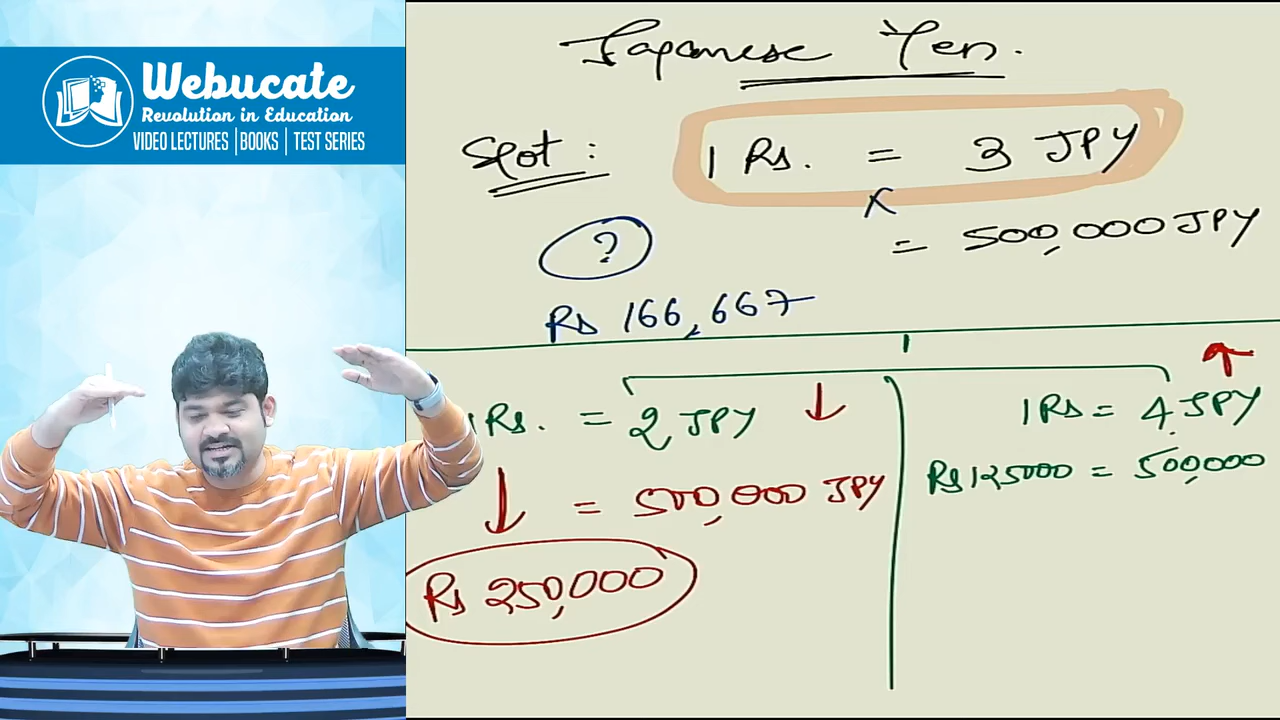 Webucate
Revolution in Education
VIDEO LECTURES | BOOKS | TEST SERIES
Japanese Yen.
Spot : 1 Rs. = 3 JPY
x
? = 500,000 JPY
Rs 166,667
1 Rs. = 2 JPY ↓
↓ = 500,000 JPY
Rs 250,000
↑
1 Rs = 4 JPY
Rs 125000 = 500,000